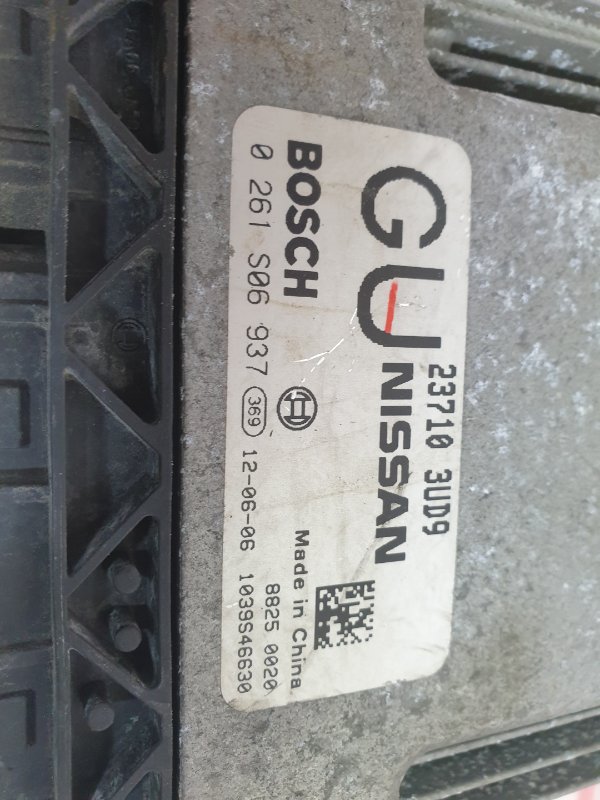 23710 3UD9
GU NISSAN
BOSCH
Made in China
8825 0020
0 261 S06 937 369 12-06-06 1039S46630